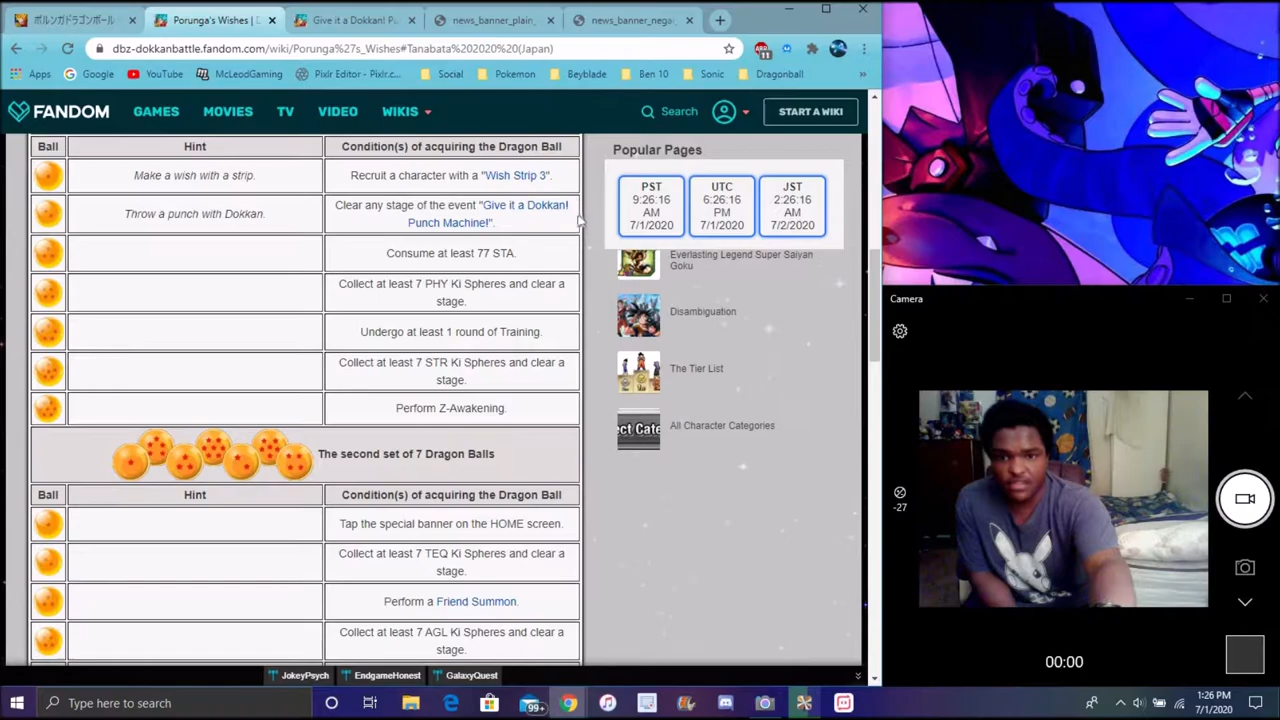 ポルンガドラゴンボール
Porunga's Wishes | D
Give it a Dokkan! P
news_banner_plain_
news_banner_nega
dbz-dokkanbattle.fandom.com/wiki/Porunga%27s_Wishes#Tanabata%202020%20(Japan)
11
Apps
Google
YouTube
McLeodGaming
Pixlr Editor - Pixlr.c...
Social
Pokemon
Beyblade
Ben 10
Sonic
Dragonball
FANDOM
GAMES
MOVIES
TV
VIDEO
WIKIS
Search
START A WIKI
Ball
Hint
Condition(s) of acquiring the Dragon Ball
Make a wish with a strip.
Recruit a character with a "Wish Strip 3".
Throw a punch with Dokkan.
Clear any stage of the event "Give it a Dokkan!
Punch Machine!".
Consume at least 77 STA.
Collect at least 7 PHY Ki Spheres and clear a
stage.
Undergo at least 1 round of Training.
Collect at least 7 STR Ki Spheres and clear a
stage.
Perform Z-Awakening.
The second set of 7 Dragon Balls
Ball
Hint
Condition(s) of acquiring the Dragon Ball
Tap the special banner on the HOME screen.
Collect at least 7 TEQ Ki Spheres and clear a
stage.
Perform a Friend Summon.
Collect at least 7 AGL Ki Spheres and clear a
stage.
Popular Pages
PST
9:26:16
AM
7/1/2020
UTC
6:26:16
PM
7/1/2020
JST
2:26:16
AM
7/2/2020
Everlasting Legend Super Saiyan
Goku
Disambiguation
The Tier List
ect Cate
All Character Categories
JokeyPsych
EndgameHonest
GalaxyQuest
Camera
-27
00:00
Type here to search
99+
1:26 PM
7/1/2020